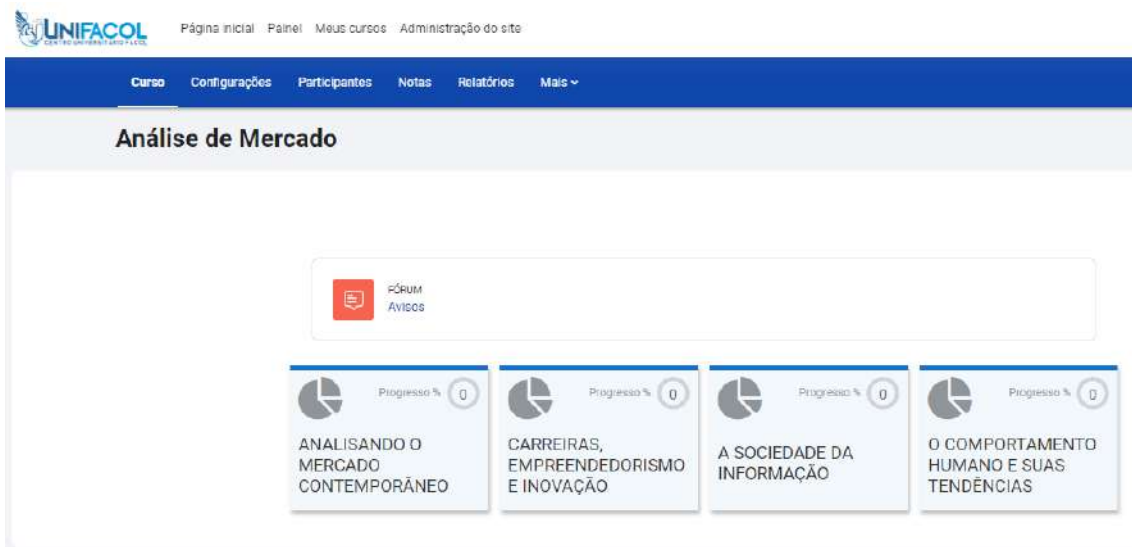 UNIFACOL
CENTRO UNIVERSITÁRIO FACOL
Página inicial Painel Meus cursos Administração do site
Curso Configurações Participantes Notas Relatórios Mais
Análise de Mercado
FÓRUM
Avisos
Progresso % 0
ANALISANDO O
MERCADO
CONTEMPORÂNEO
Progresso % 0
CARREIRAS,
EMPREENDEDORISMO
E INOVAÇÃO
Progresso % 0
A SOCIEDADE DA
INFORMAÇÃO
Progresso % 0
O COMPORTAMENTO
HUMANO E SUAS
TENDÊNCIAS